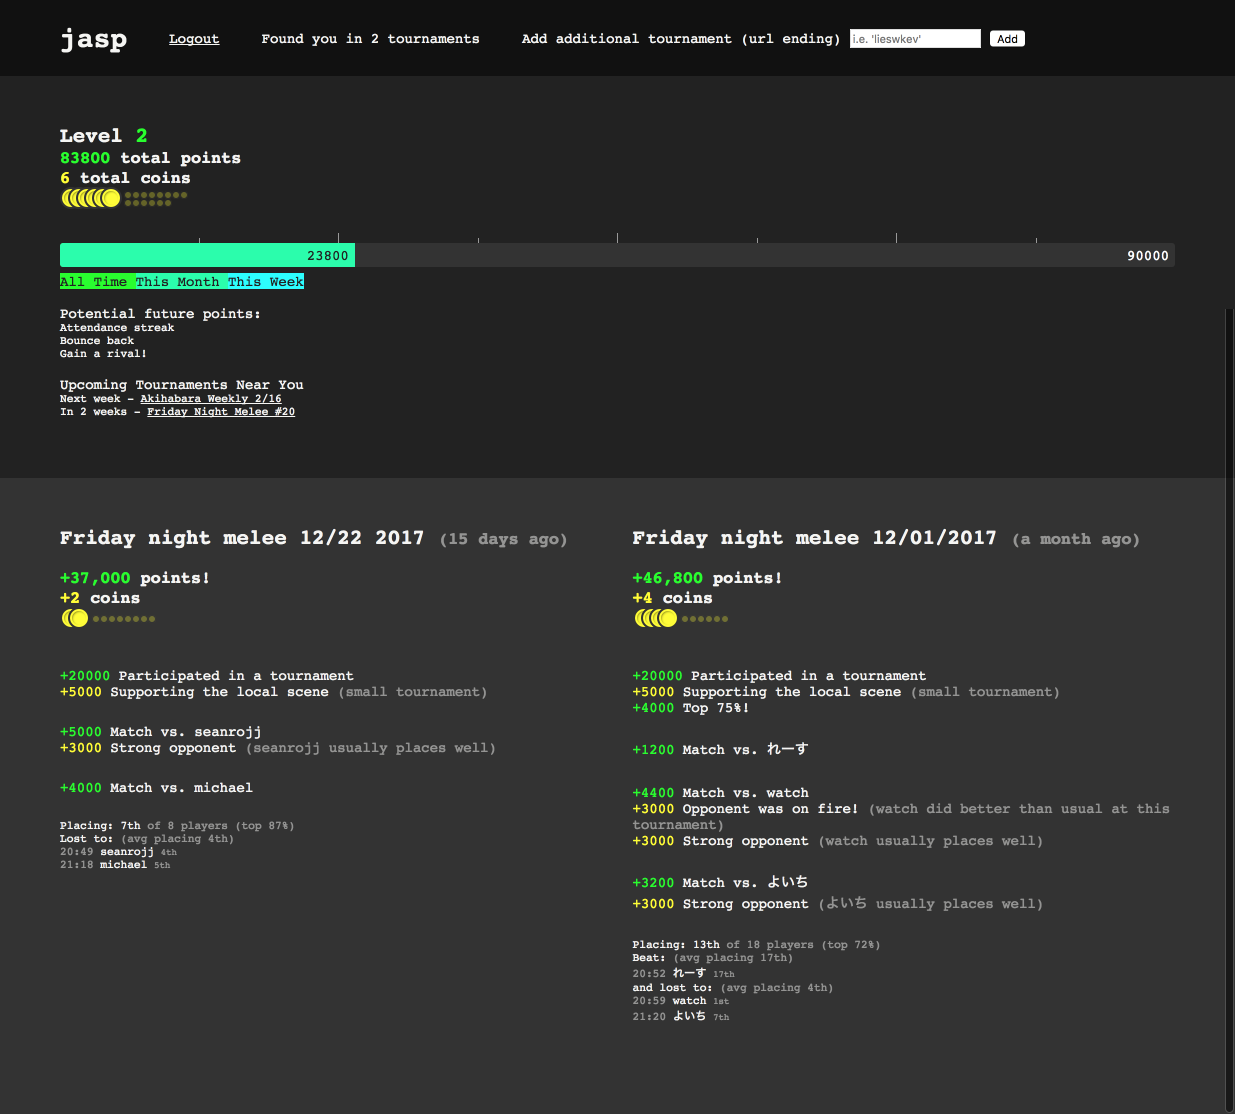 jasp Logout Found you in 2 tournaments Add additional tournament (url ending) i.e. 'lieswkev' Add
Level 2
83800 total points
6 total coins
23800 90000
All Time This Month This Week
Potential future points:
Attendance streak
Bounce back
Gain a rival!
Upcoming Tournaments Near You
Next week - Akihabara Weekly 2/16
In 2 weeks - Friday Night Melee #20
Friday night melee 12/22 2017 (15 days ago)
+37,000 points!
+2 coins
+20000 Participated in a tournament
+5000 Supporting the local scene (small tournament)
+5000 Match vs. seanrojj
+3000 Strong opponent (seanrojj usually places well)
+4000 Match vs. michael
Placing: 7th of 8 players (top 87%)
Lost to: (avg placing 4th)
20:49 seanrojj 4th
21:18 michael 5th
Friday night melee 12/01/2017 (a month ago)
+46,800 points!
+4 coins
+20000 Participated in a tournament
+5000 Supporting the local scene (small tournament)
+4000 Top 75%!
+1200 Match vs. れーす
+4400 Match vs. watch
+3000 Opponent was on fire! (watch did better than usual at this
tournament)
+3000 Strong opponent (watch usually places well)
+3200 Match vs. よいち
+3000 Strong opponent (よいち usually places well)
Placing: 13th of 18 players (top 72%)
Beat: (avg placing 17th)
20:52 れーす 17th
and lost to: (avg placing 4th)
20:59 watch 1st
21:20 よいち 7th